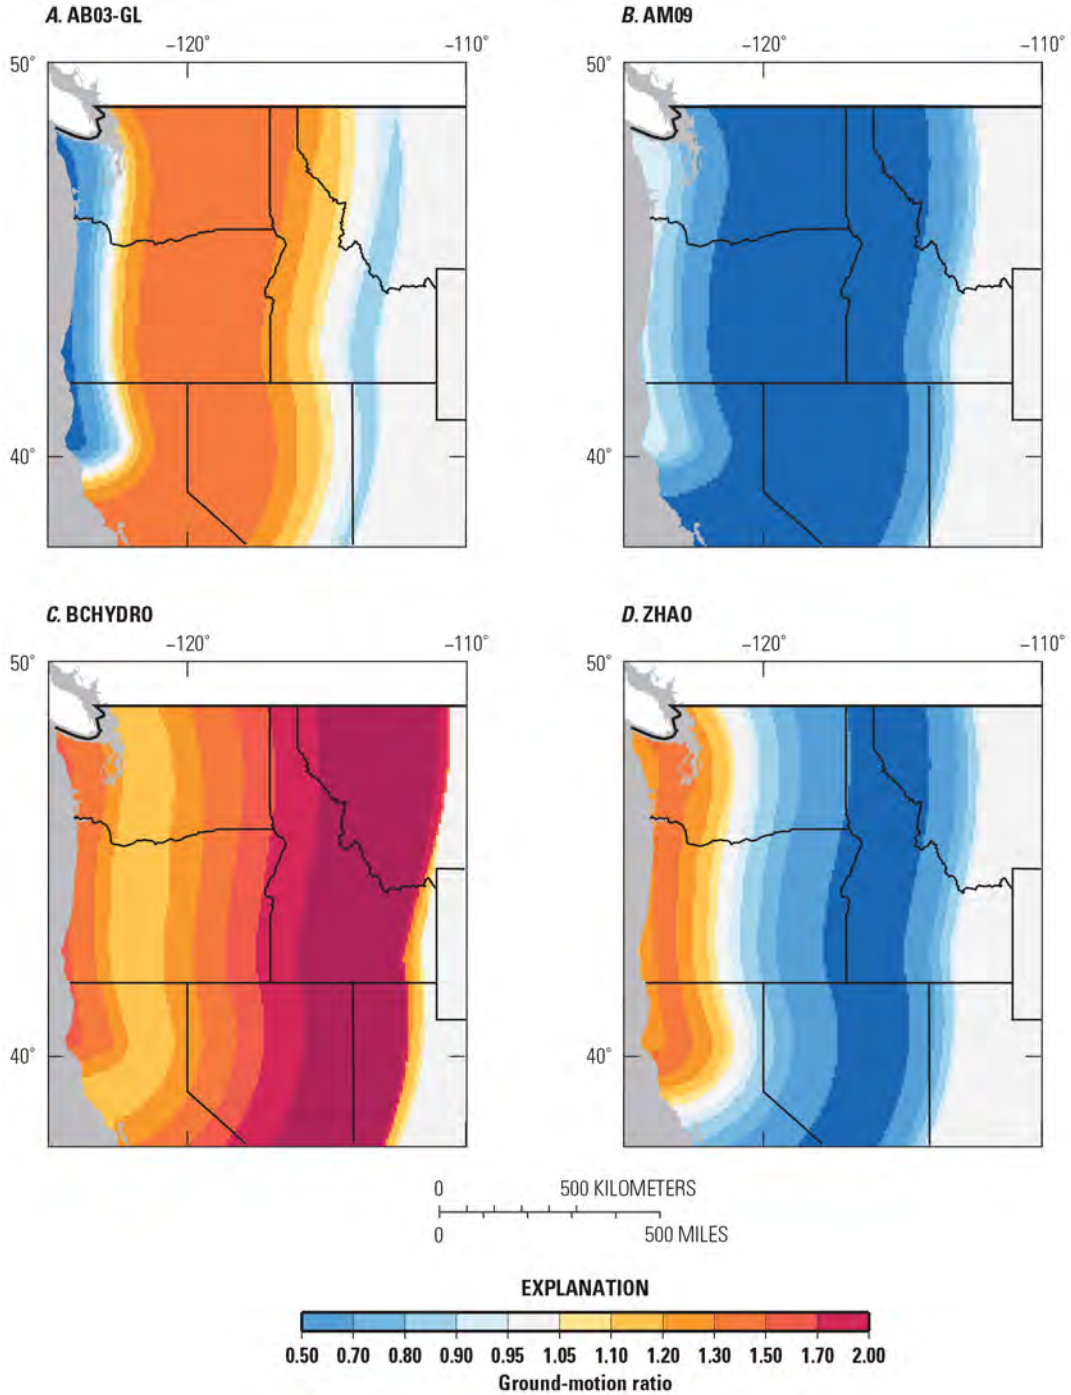 A. AB03-GL
B. AM09
−120˚ −110˚ −120˚ −110˚
50˚ 50˚
40˚ 40˚
C. BCHYDRO
D. ZHAO
−120˚ −110˚ −120˚ −110˚
50˚ 50˚
40˚ 40˚
0 500 KILOMETERS
0 500 MILES
EXPLANATION
0.50 0.70 0.80 0.90 0.95 1.05 1.10 1.20 1.30 1.50 1.70 2.00
Ground-motion ratio